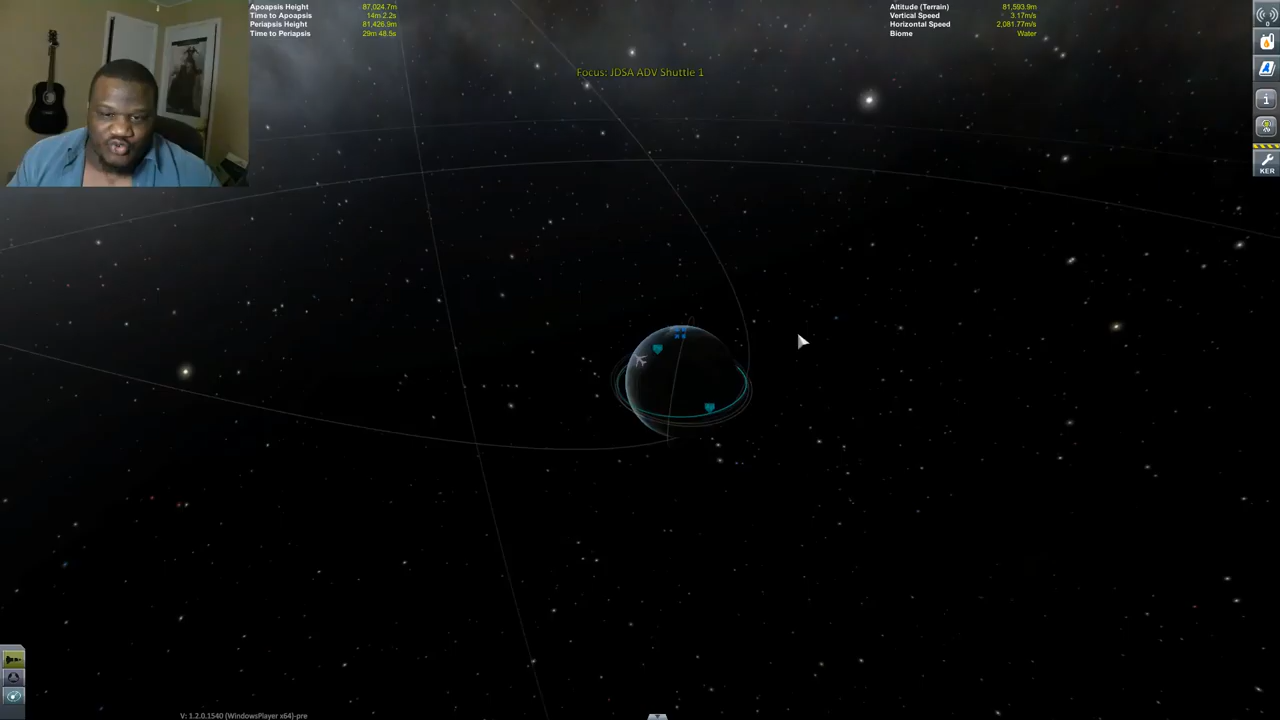 Apoapsis Height 87,024.7m
Time to Apoapsis 14m 2.2s
Periapsis Height 81,426.9m
Time to Periapsis 29m 48.5s
Altitude (Terrain) 81,593.9m
Vertical Speed 3.17m/s
Horizontal Speed 2,081.77m/s
Biome Water
Focus: JDSA ADV Shuttle 1
0
KER
V: 1.2.0.1540 (WindowsPlayer x64)-pre